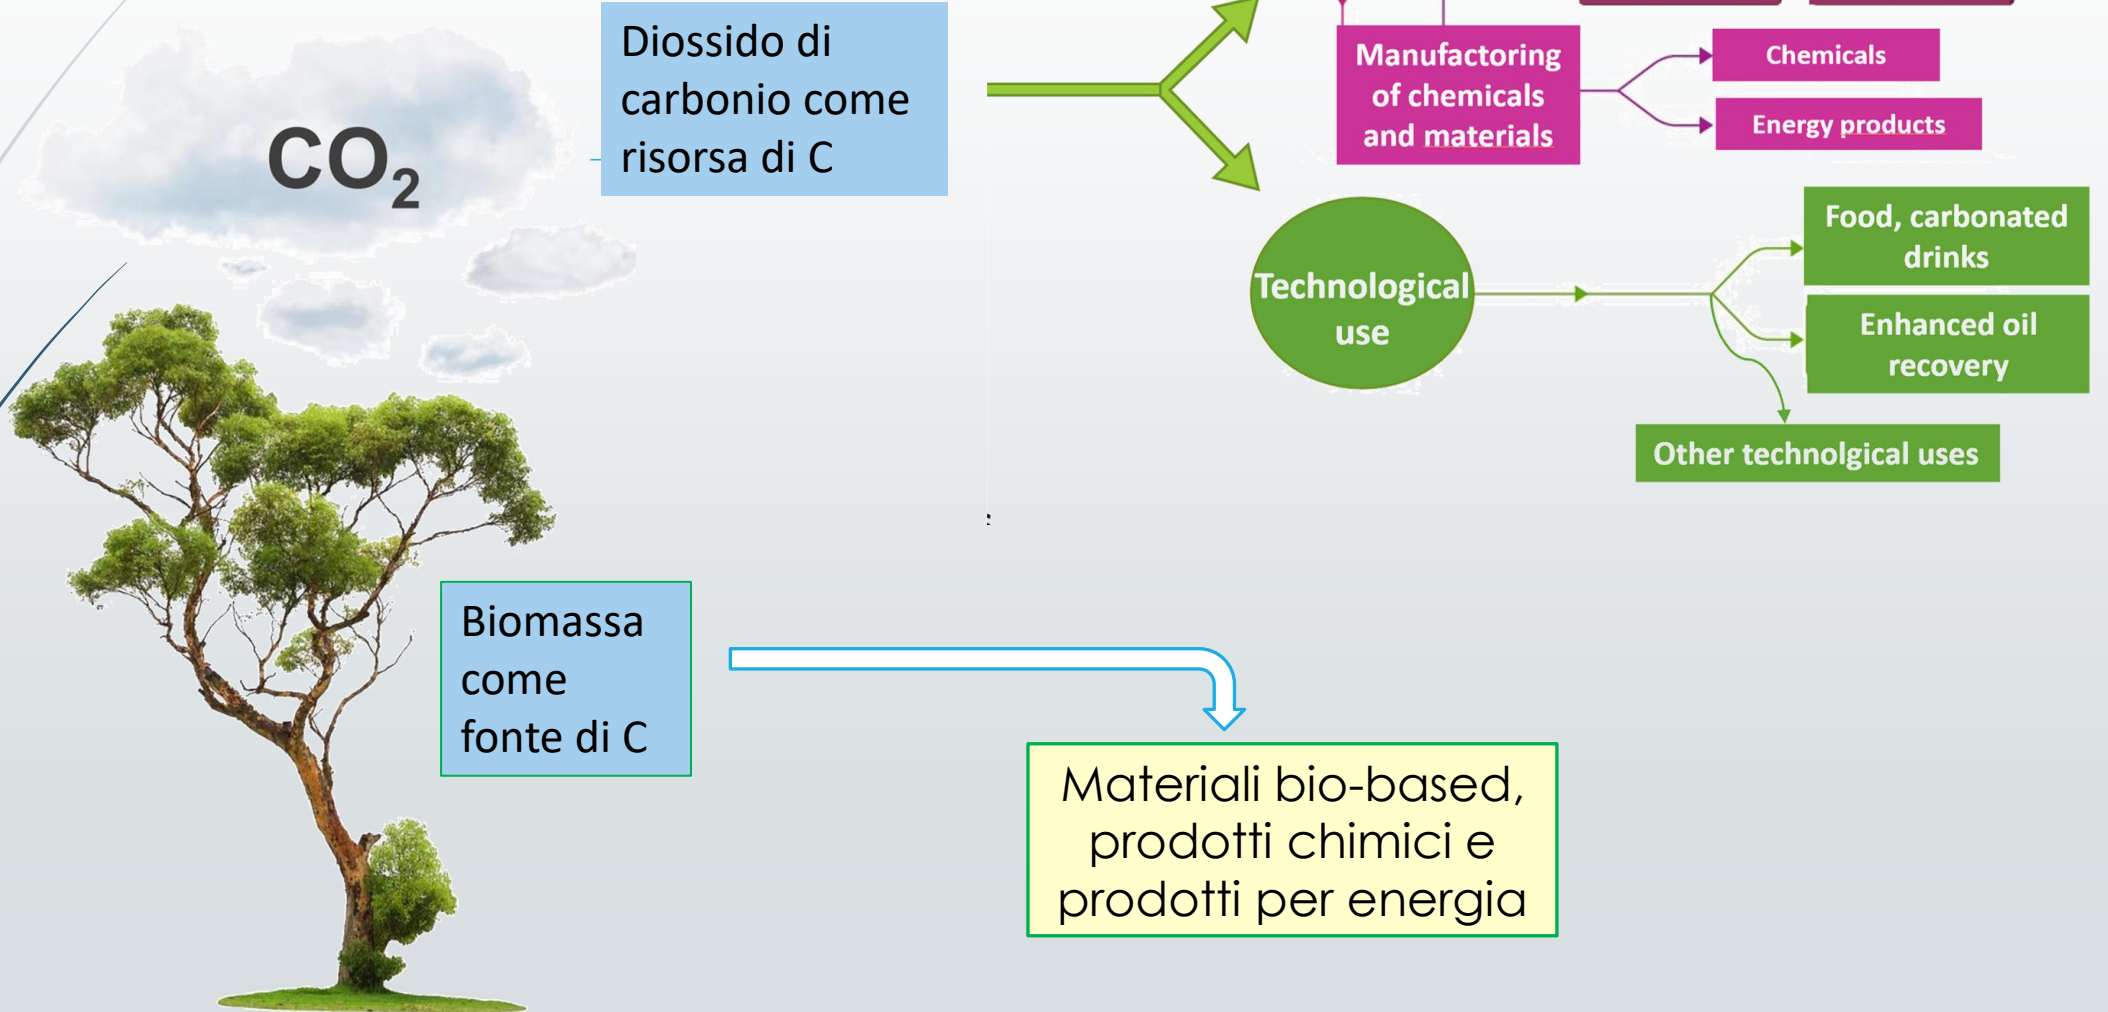 CO₂
Diossido di
carbonio come
risorsa di C
Manufactoring
of chemicals
and materials
Chemicals
Energy products
Technological
use
Food, carbonated
drinks
Enhanced oil
recovery
Other technolgical uses
Biomassa
come
fonte di C
Materiali bio-based,
prodotti chimici e
prodotti per energia